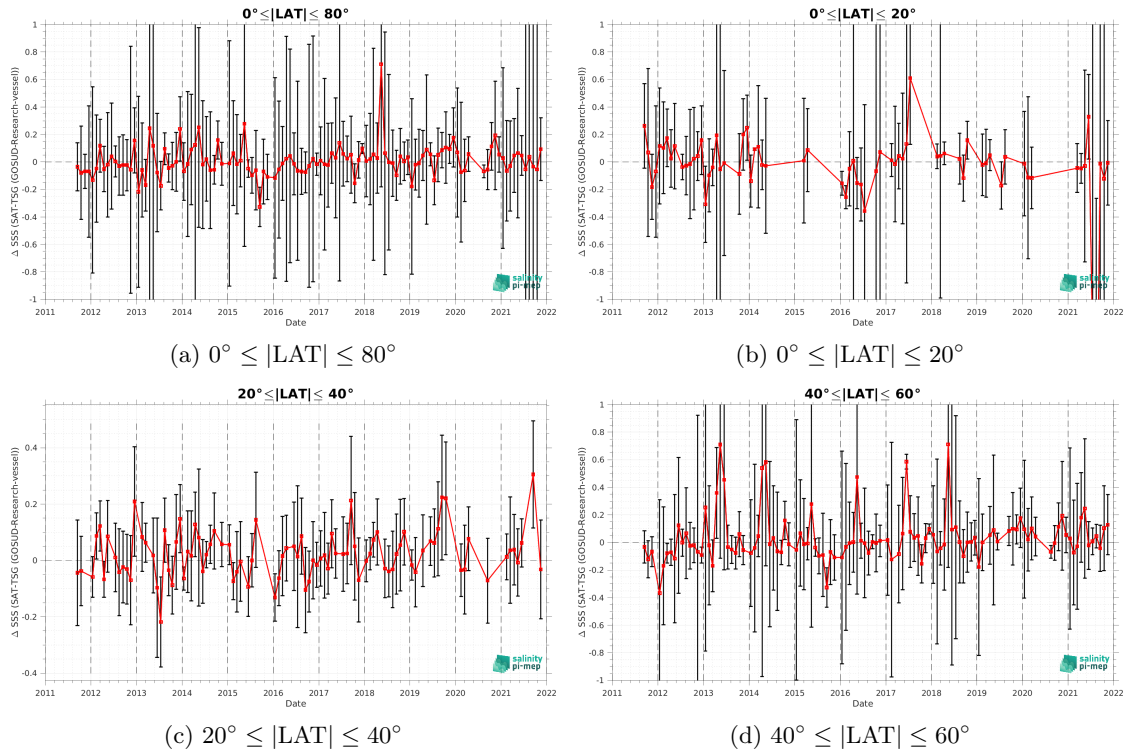 0°≤|LAT|≤ 80°
Δ SSS (SAT-TSG (GOSUD-Research-vessel))
1
0.8
0.6
0.4
0.2
0
-0.2
-0.4
-0.6
-0.8
-1
2011 2012 2013 2014 2015 2016 2017 2018 2019 2020 2021 2022
Date
salinity
pi-mep
(a) 0° ≤ |LAT| ≤ 80°
0°≤|LAT|≤ 20°
Δ SSS (SAT-TSG (GOSUD-Research-vessel))
1
0.8
0.6
0.4
0.2
0
-0.2
-0.4
-0.6
-0.8
-1
2011 2012 2013 2014 2015 2016 2017 2018 2019 2020 2021 2022
Date
salinity
pi-mep
(b) 0° ≤ |LAT| ≤ 20°
20°≤|LAT|≤ 40°
Δ SSS (SAT-TSG (GOSUD-Research-vessel))
0.4
0.2
0
-0.2
-0.4
2011 2012 2013 2014 2015 2016 2017 2018 2019 2020 2021 2022
Date
salinity
pi-mep
(c) 20° ≤ |LAT| ≤ 40°
40°≤|LAT|≤ 60°
Δ SSS (SAT-TSG (GOSUD-Research-vessel))
1
0.8
0.6
0.4
0.2
0
-0.2
-0.4
-0.6
-0.8
-1
2011 2012 2013 2014 2015 2016 2017 2018 2019 2020 2021 2022
Date
salinity
pi-mep
(d) 40° ≤ |LAT| ≤ 60°